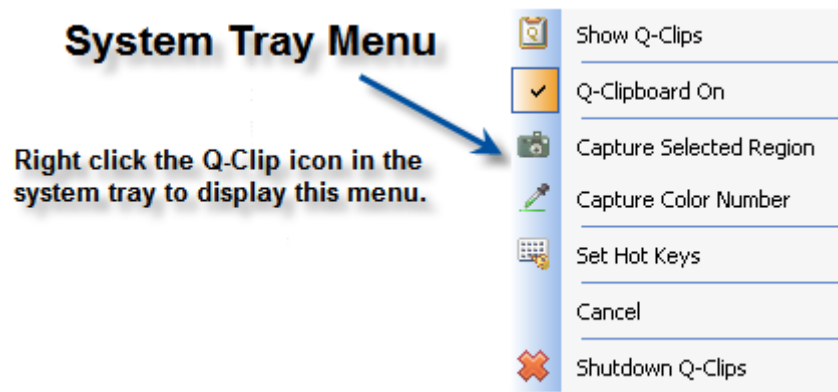 System Tray Menu
Right click the Q-Clip icon in the
system tray to display this menu.
Show Q-Clips
Q-Clipboard On
Capture Selected Region
Capture Color Number
Set Hot Keys
Cancel
Shutdown Q-Clips